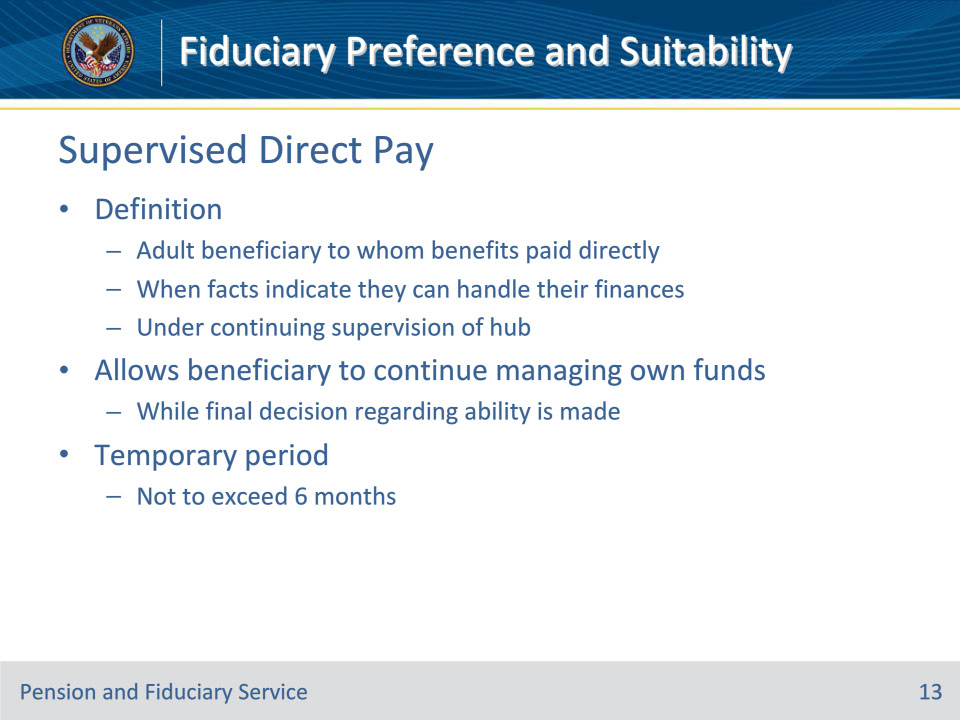 Fiduciary Preference and Suitability
Supervised Direct Pay
• Definition
– Adult beneficiary to whom benefits paid directly
– When facts indicate they can handle their finances
– Under continuing supervision of hub
• Allows beneficiary to continue managing own funds
– While final decision regarding ability is made
• Temporary period
– Not to exceed 6 months
Pension and Fiduciary Service
13